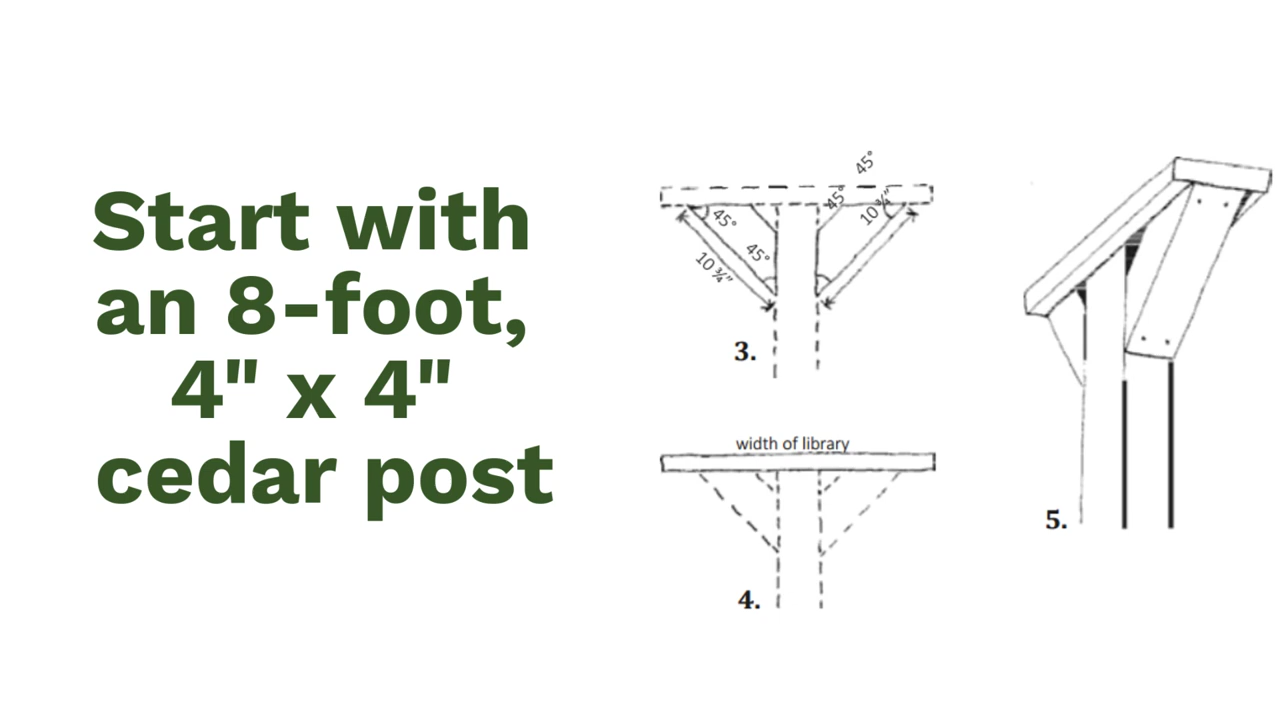 Start with
an 8-foot,
4" x 4"
cedar post
45°
45°
10 ¾"
45°
45°
10 ¾"
3.
width of library
4.
5.